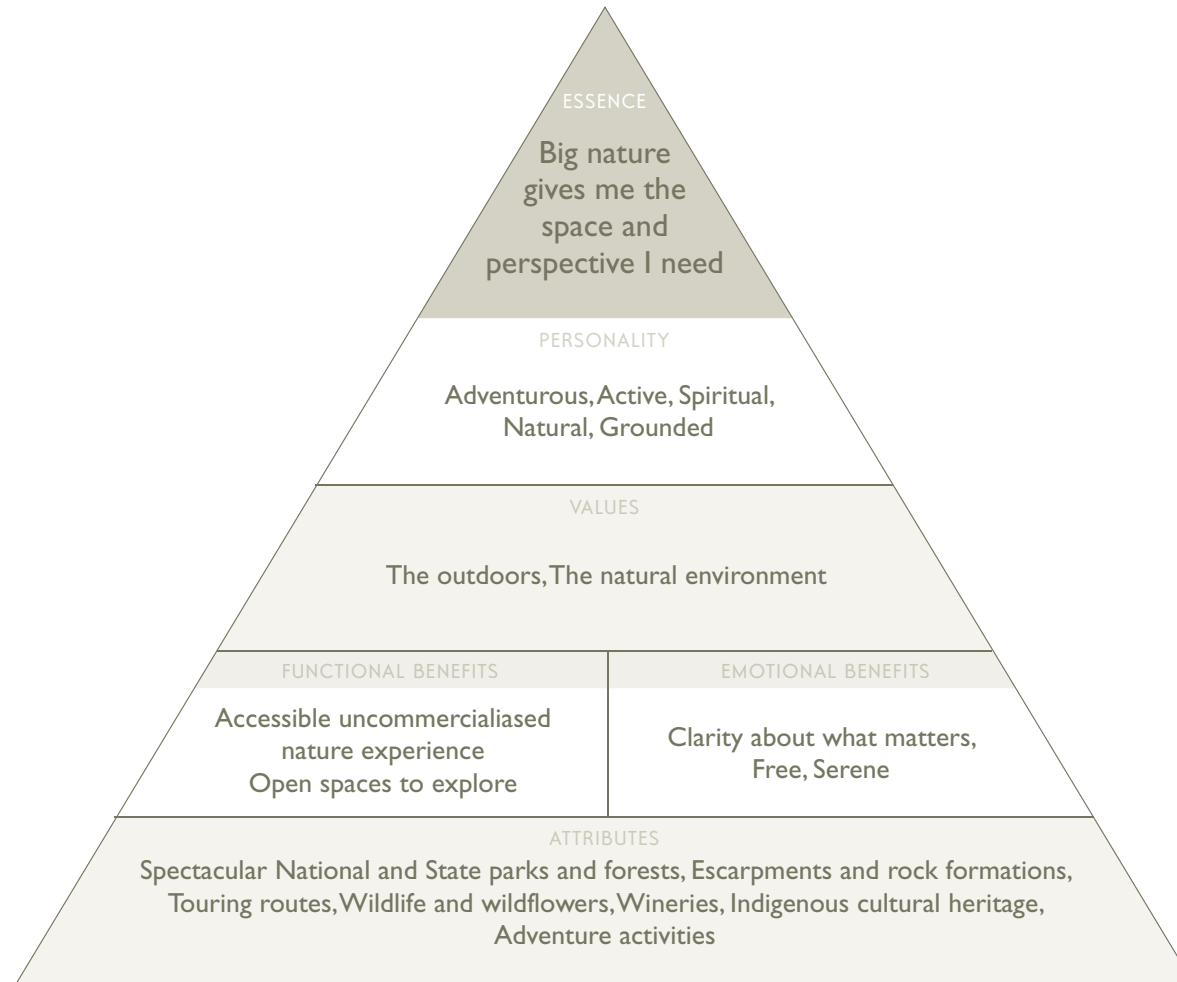 ESSENCE
Big nature
gives me the
space and
perspective I need
PERSONALITY
Adventurous, Active, Spiritual,
Natural, Grounded
VALUES
The outdoors, The natural environment
FUNCTIONAL BENEFITS
Accessible uncommercialiased
nature experience
Open spaces to explore
EMOTIONAL BENEFITS
Clarity about what matters,
Free, Serene
ATTRIBUTES
Spectacular National and State parks and forests, Escarpments and rock formations,
Touring routes, Wildlife and wildflowers, Wineries, Indigenous cultural heritage,
Adventure activities